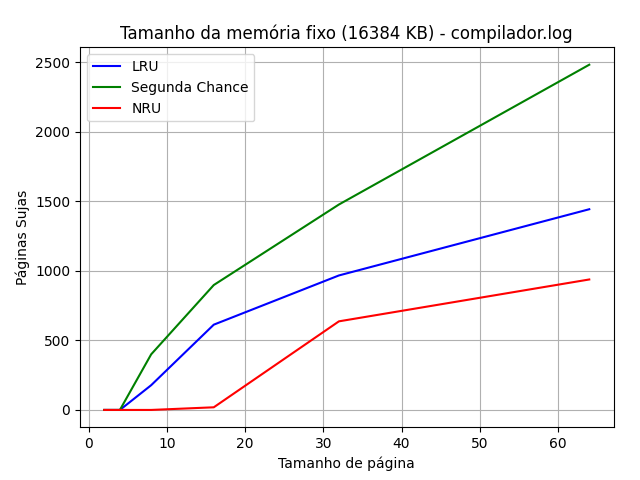 Tamanho da memória fixo (16384 KB) - compilador.log
LRU
Segunda Chance
NRU
2500
2000
1500
1000
500
0
Páginas Sujas
0 10 20 30 40 50 60
Tamanho de página